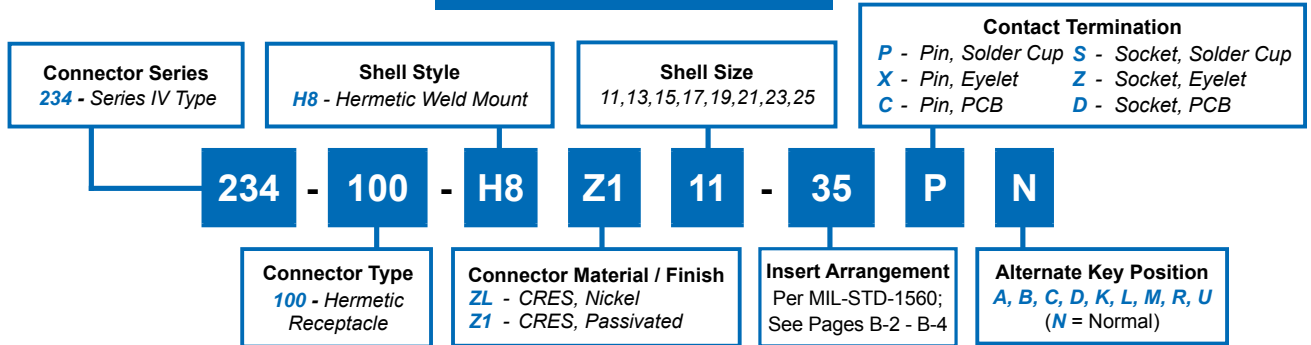 Connector Series
234 - Series IV Type
Shell Style
H8 - Hermetic Weld Mount
Shell Size
11,13,15,17,19,21,23,25
Contact Termination
P - Pin, Solder Cup S - Socket, Solder Cup
X - Pin, Eyelet Z - Socket, Eyelet
C - Pin, PCB D - Socket, PCB
234 - 100 - H8 Z1 11 - 35 P N
Connector Type
100 - Hermetic
Receptacle
Connector Material / Finish
ZL - CRES, Nickel
Z1 - CRES, Passivated
Insert Arrangement
Per MIL-STD-1560;
See Pages B-2 - B-4
Alternate Key Position
A, B, C, D, K, L, M, R, U
(N = Normal)